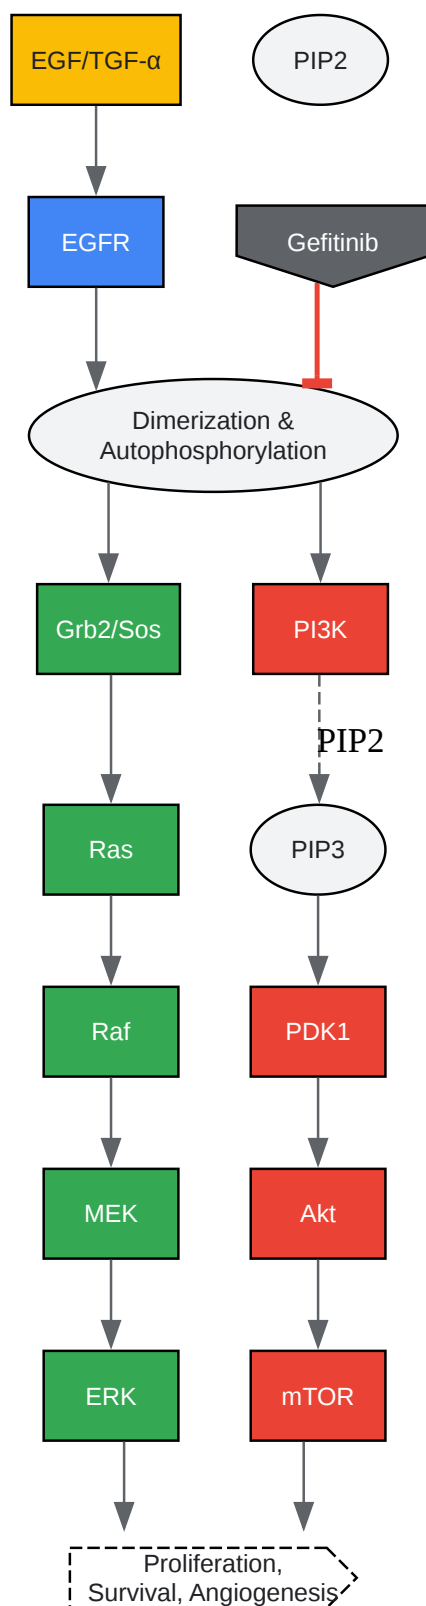 EGF/TGF-α
PIP2
EGFR
Gefitinib
Dimerization &
Autophosphorylation
Grb2/Sos
PI3K
PIP2
Ras
PIP3
Raf
PDK1
MEK
Akt
ERK
mTOR
Proliferation,
Survival, Angiogenesis